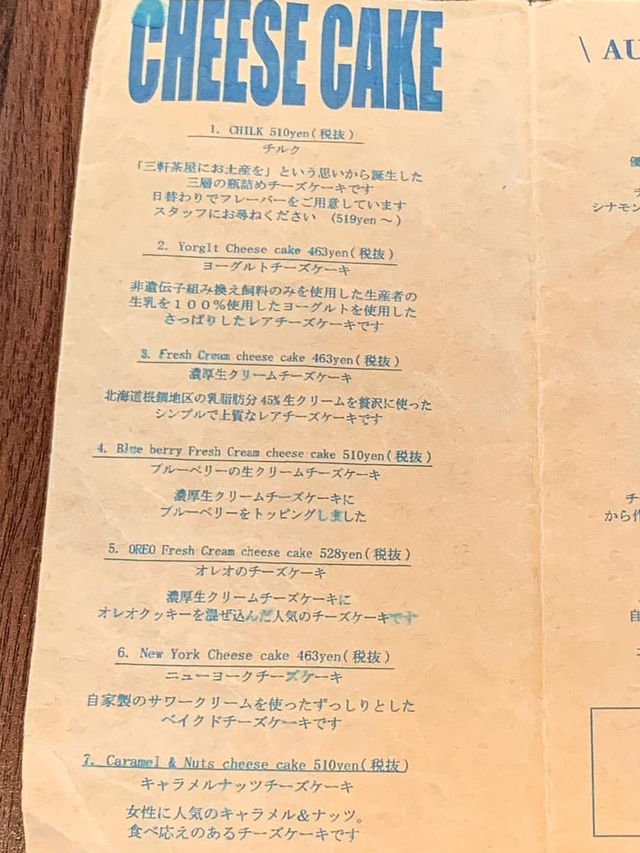 CHEESE CAKE
1. CHILK 510yen(税抜)
チルク
「三軒茶屋にお土産を」という思いから誕生した
三層の瓶詰めチーズケーキです
日替わりでフレーバーをご用意しています
スタッフにお尋ねください (519yen～)
2. Yorglt Cheese cake 463yen(税抜)
ヨーグルトチーズケーキ
非遺伝子組み換え飼料のみを使用した生産者の
生乳を１００％使用したヨーグルトを使用した
さっぱりしたレアチーズケーキです
3. Fresh Cream cheese cake 463yen(税抜)
濃厚生クリームチーズケーキ
北海道根釧地区の乳脂肪分45%生クリームを贅沢に使った
シンプルで上質なレアチーズケーキです
4. Blue berry Fresh Cream cheese cake 510yen(税抜)
ブルーベリーの生クリームチーズケーキ
濃厚生クリームチーズケーキに
ブルーベリーをトッピングしました
5. OREO Fresh Cream cheese cake 528yen(税抜)
オレオのチーズケーキ
濃厚生クリームチーズケーキに
オレオクッキーを混ぜ込んだ人気のチーズケーキです
6. New York Cheese cake 463yen(税抜)
ニューヨークチーズケーキ
自家製のサワークリームを使ったずっしりとした
ベイクドチーズケーキです
7. Caramel & Nuts cheese cake 510yen(税抜)
キャラメルナッツチーズケーキ
女性に人気のキャラメル&ナッツ。
食べ応えのあるチーズケーキです
\ AU
優
チ
シナモン
チ
から作
自